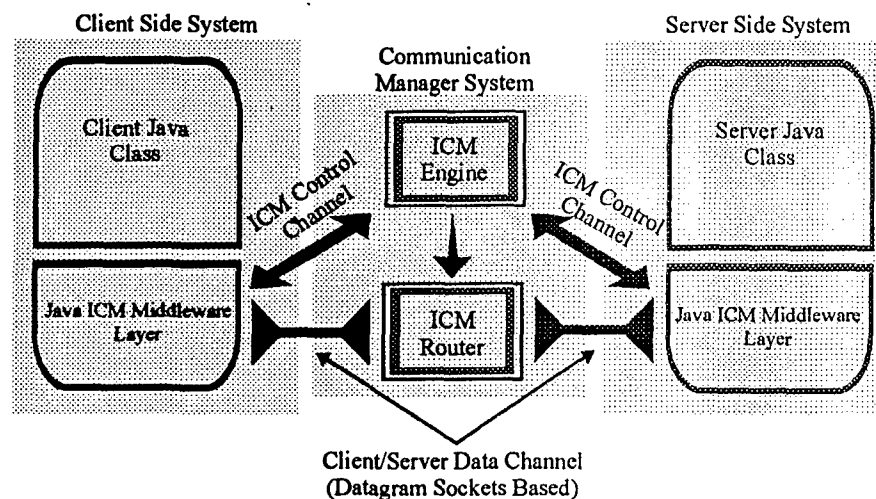 Client Side System
Server Side System
Communication
Manager System
Client Java
Class
ICM
Engine
Server Java
Class
ICM Control
Channel
ICM Control
Channel
Java ICM Middleware
Layer
ICM
Router
Java ICM Middleware
Layer
Client/Server Data Channel
(Datagram Sockets Based)